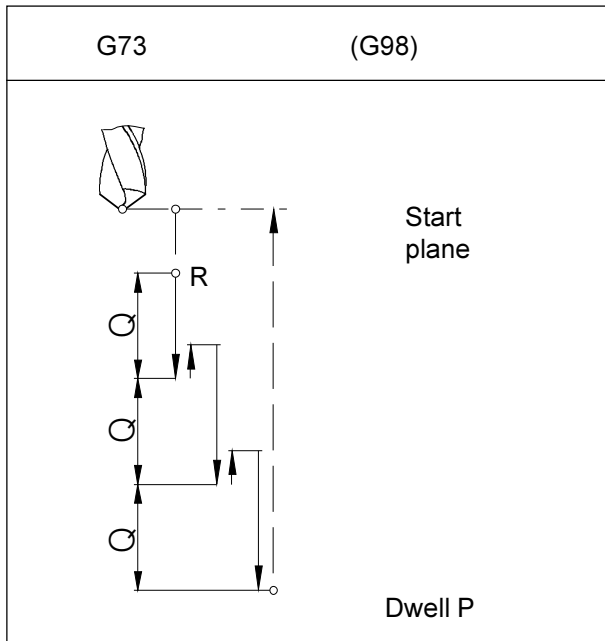 G73 (G98)
Start
plane
R
Q
Q
Q
Dwell P